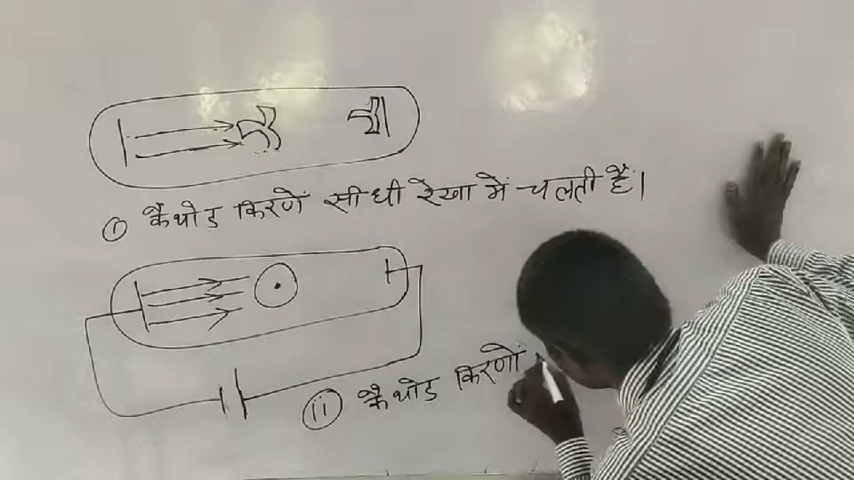 (i) कैथोड किरणें सीधी रेखा में चलती हैं।
(ii) कैथोड किरणों